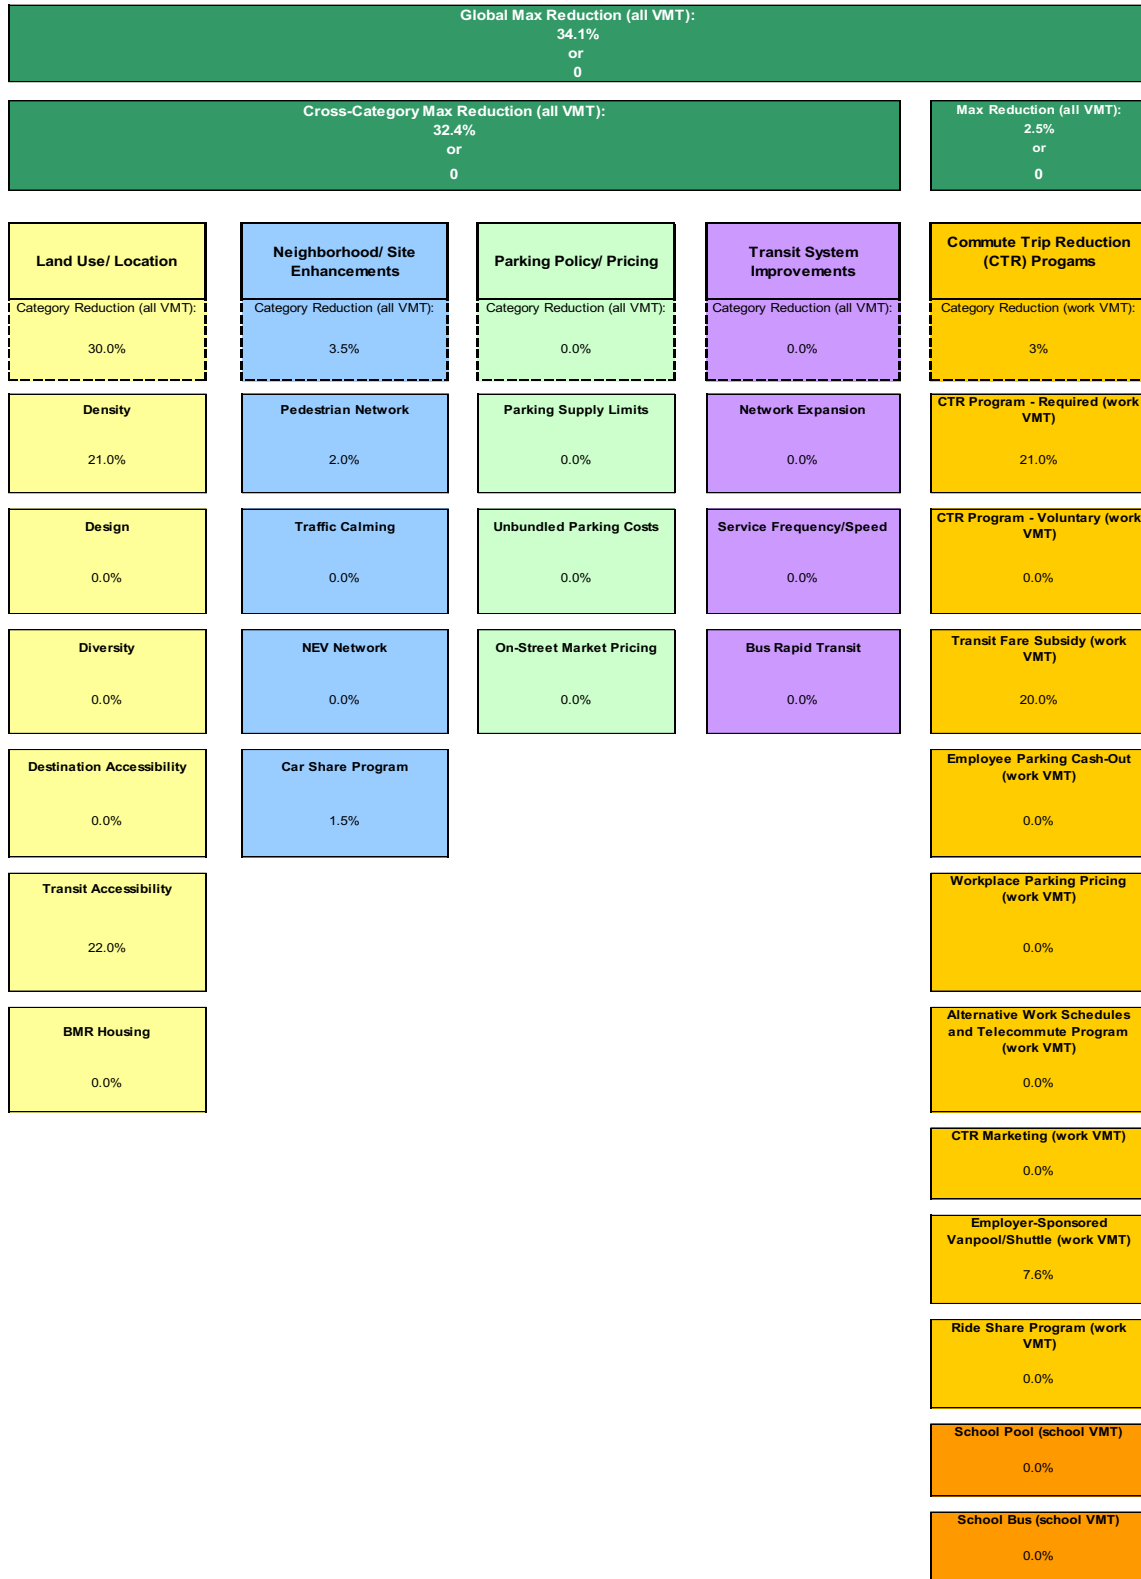 Global Max Reduction (all VMT):
34.1%
or
0
Cross-Category Max Reduction (all VMT):
32.4%
or
0
Max Reduction (all VMT):
2.5%
or
0
Land Use/ Location
Category Reduction (all VMT):
30.0%
Density
21.0%
Design
0.0%
Diversity
0.0%
Destination Accessibility
0.0%
Transit Accessibility
22.0%
BMR Housing
0.0%
Neighborhood/ Site
Enhancements
Category Reduction (all VMT):
3.5%
Pedestrian Network
2.0%
Traffic Calming
0.0%
NEV Network
0.0%
Car Share Program
1.5%
Parking Policy/ Pricing
Category Reduction (all VMT):
0.0%
Parking Supply Limits
0.0%
Unbundled Parking Costs
0.0%
On-Street Market Pricing
0.0%
Transit System
Improvements
Category Reduction (all VMT):
0.0%
Network Expansion
0.0%
Service Frequency/Speed
0.0%
Bus Rapid Transit
0.0%
Commute Trip Reduction
(CTR) Progams
Category Reduction (work VMT):
3%
CTR Program - Required (work
VMT)
21.0%
CTR Program - Voluntary (work
VMT)
0.0%
Transit Fare Subsidy (work
VMT)
20.0%
Employee Parking Cash-Out
(work VMT)
0.0%
Workplace Parking Pricing
(work VMT)
0.0%
Alternative Work Schedules
and Telecommute Program
(work VMT)
0.0%
CTR Marketing (work VMT)
0.0%
Employer-Sponsored
Vanpool/Shuttle (work VMT)
7.6%
Ride Share Program (work
VMT)
0.0%
School Pool (school VMT)
0.0%
School Bus (school VMT)
0.0%